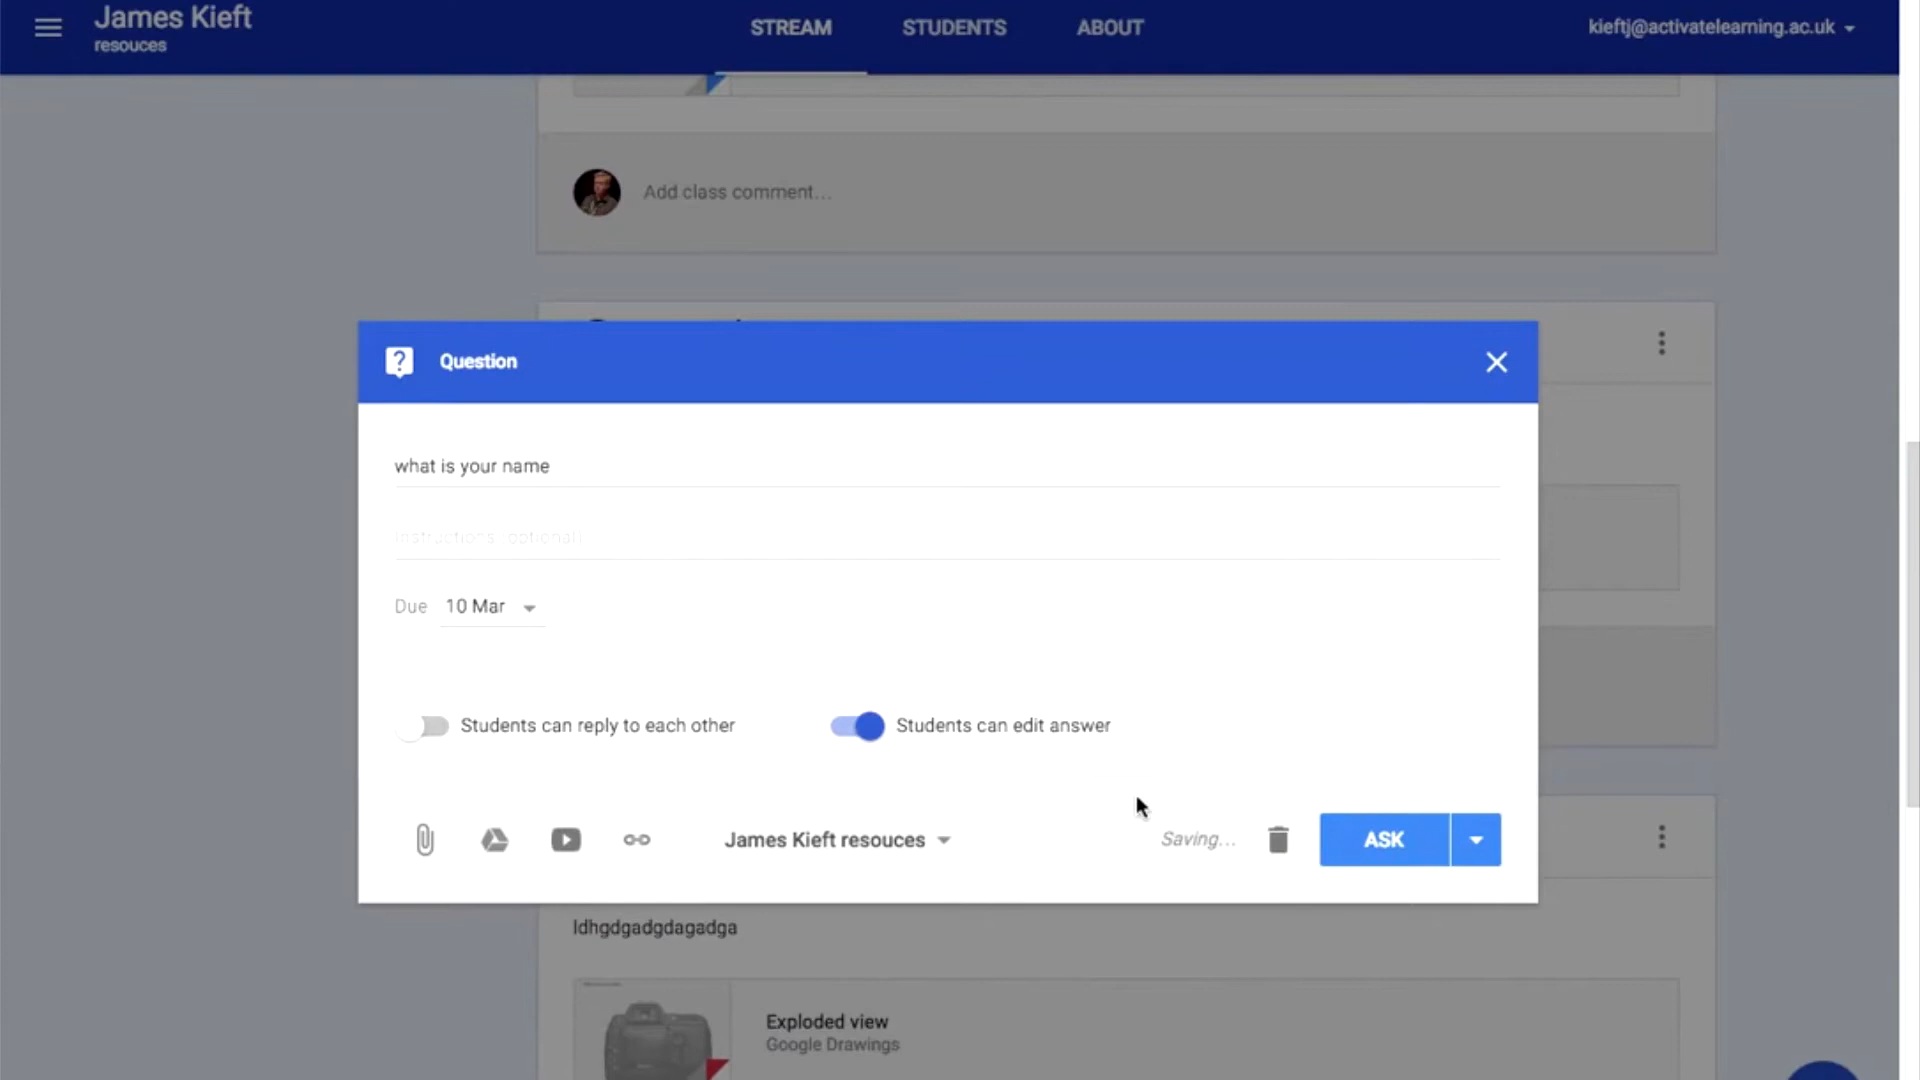 James Kieft
resouces
STREAM
STUDENTS
ABOUT
kieftj@activatelearning.ac.uk
Add class comment...
Question
what is your name
Instructions (optional)
Due 10 Mar
Students can reply to each other
Students can edit answer
James Kieft resouces
Saving...
ASK
ldhgdgadgdagadga
Exploded view
Google Drawings